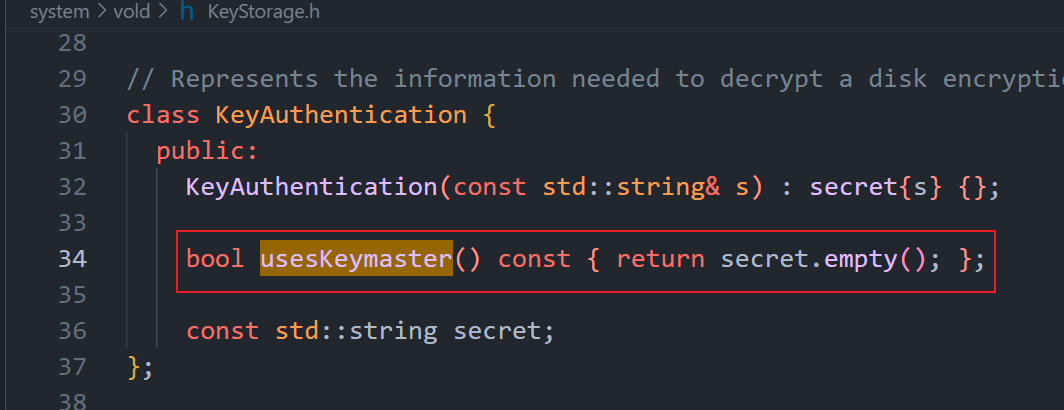 system > vold > h KeyStorage.h
28
29 // Represents the information needed to decrypt a disk
30 class KeyAuthentication {
31 public:
32 KeyAuthentication(const std::string& s) : secret{s} {};
33
34 bool usesKeymaster() const { return secret.empty(); };
35
36 const std::string secret;
37 };
38